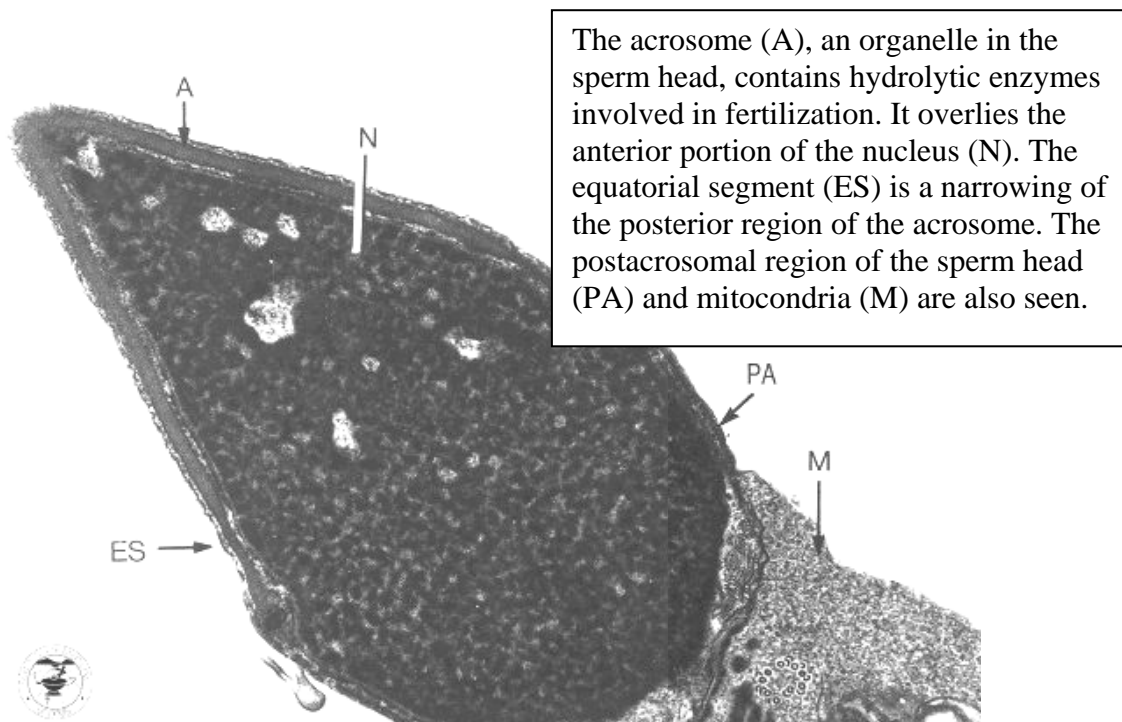 The acrosome (A), an organelle in the
sperm head, contains hydrolytic enzymes
involved in fertilization. It overlies the
anterior portion of the nucleus (N). The
equatorial segment (ES) is a narrowing of
the posterior region of the acrosome. The
postacrosomal region of the sperm head
(PA) and mitocondria (M) are also seen.
A
N
PA
M
ES